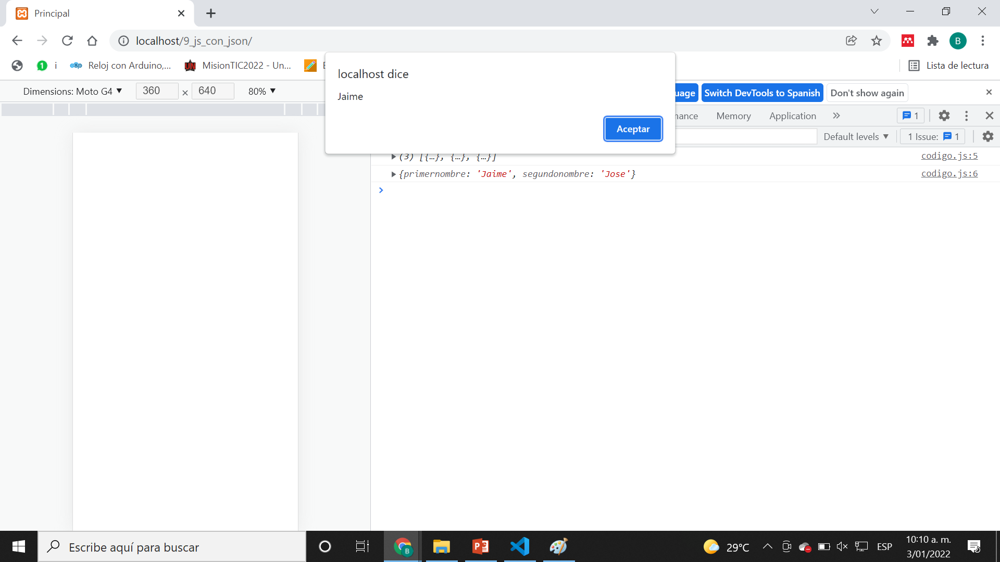 Principal
localhost/9_js_con_json/
1
i
Reloj con Arduino,...
MisionTIC2022 - Un...
Lista de lectura
localhost dice
Jaime
Aceptar
Dimensions: Moto G4 ▼
360
×
640
80% ▼
Switch DevTools to Spanish
Don't show again
Memory
Application
1
Default levels ▼
1 Issue:
1
(3) [{…}, {…}, {…}]
codigo.js:5
{primernombre: 'Jaime', segundonombre: 'Jose'}
codigo.js:6
Escribe aquí para buscar
29°C
ESP
10:10 a. m.
3/01/2022
B